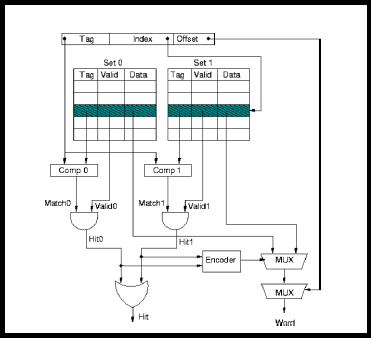 Tag Index Offset
Set 0 Set 1
Tag Valid Data Tag Valid Data
Comp 0 Comp 1
Match0 Valid0 Match1 Valid1
Hit0 Hit1
Encoder MUX
MUX
Hit Word